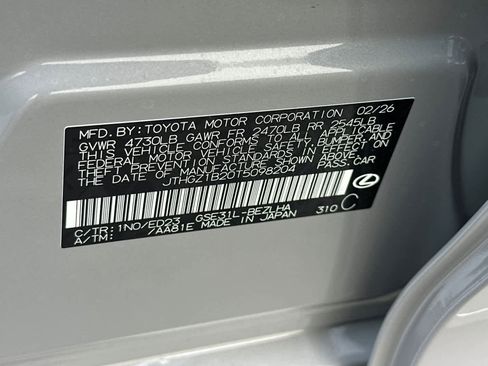 MFD. BY: TOYOTA MOTOR CORPORATION 02/26
GVWR 4730LB GAWR FR 2470LB RR 2545LB
THIS VEHICLE CONFORMS TO ALL APPLICABLE
FEDERAL MOTOR VEHICLE SAFETY, BUMPER AND
THEFT PREVENTION STANDARDS IN EFFECT ON THE
DATE OF MANUFACTURE SHOWN ABOVE.
JTHGZ1B20T5098204 PASS.CAR
GSE31L-BEZLHA 310 C
C/TR: 1N0/ED23
A/TM: /AA81E MADE IN JAPAN